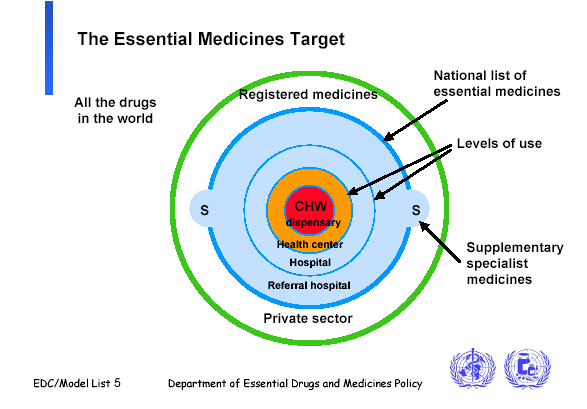 The Essential Medicines Target
All the drugs
in the world
Registered medicines
National list of
essential medicines
Levels of use
S
CHW
dispensary
S
Health center
Hospital
Referral hospital
Supplementary
specialist
medicines
Private sector
EDC/Model List 5
Department of Essential Drugs and Medicines Policy